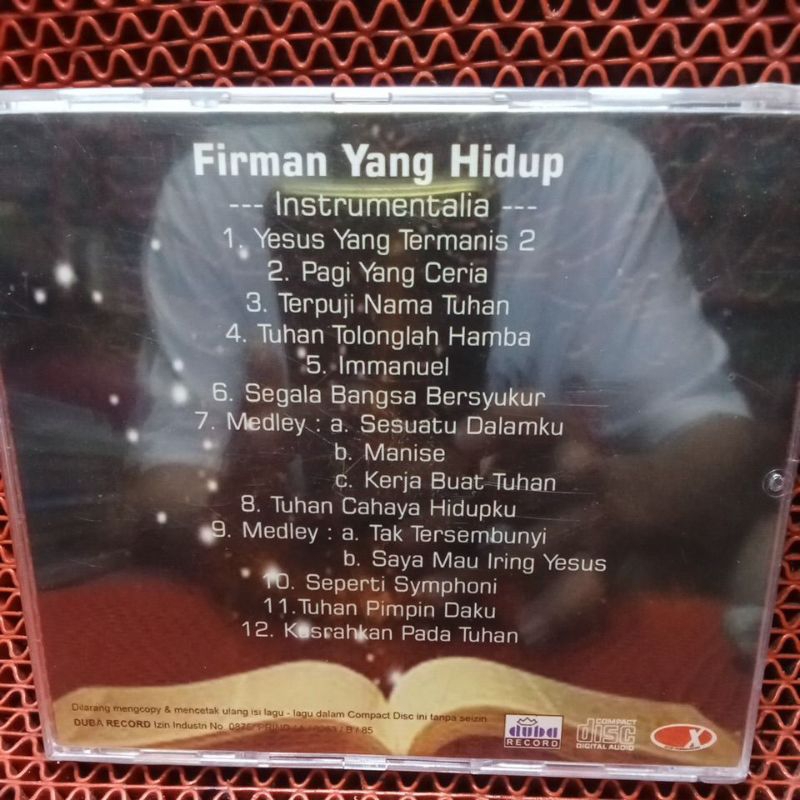 Firman Yang Hidup
--- Instrumentalia ---
1. Yesus Yang Termanis 2
2. Pagi Yang Ceria
3. Terpuji Nama Tuhan
4. Tuhan Tolonglah Hamba
5. Immanuel
6. Segala Bangsa Bersyukur
7. Medley : a. Sesuatu Dalamku
b. Manise
c. Kerja Buat Tuhan
8. Tuhan Cahaya Hidupku
9. Medley : a. Tak Tersembunyi
b. Saya Mau Iring Yesus
10. Seperti Symphoni
11.Tuhan Pimpin Daku
12. Kusrahkan Pada Tuhan
Dilarang mengcopy & mencetak ulang isi lagu - lagu dalam Compact Disc ini tanpa seizin
DUBA RECORD Izin Industri No. / B / 85
duba
RECORD
COMPACT
disc
DIGITAL AUDIO
X